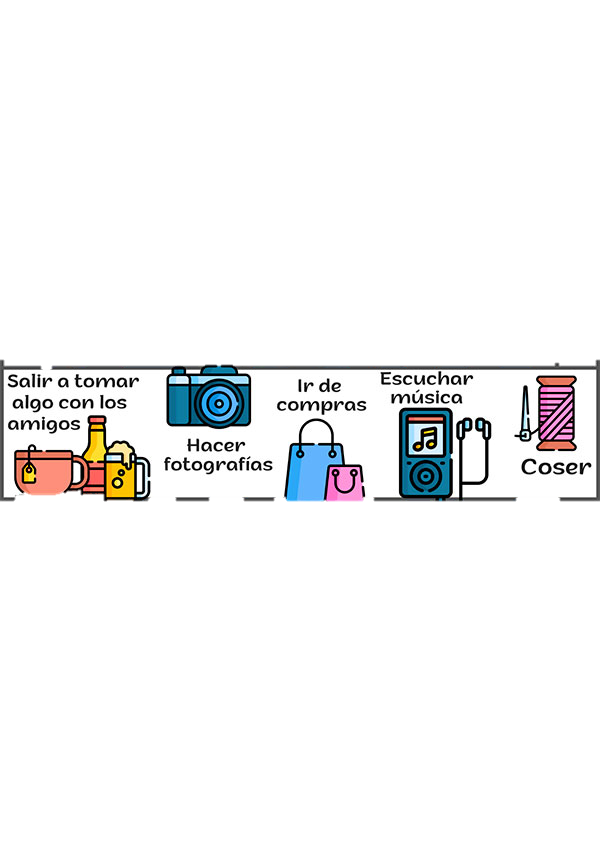 Salir a tomar
algo con los
amigos
Hacer
fotografías
Ir de
compras
Escuchar
música
Coser